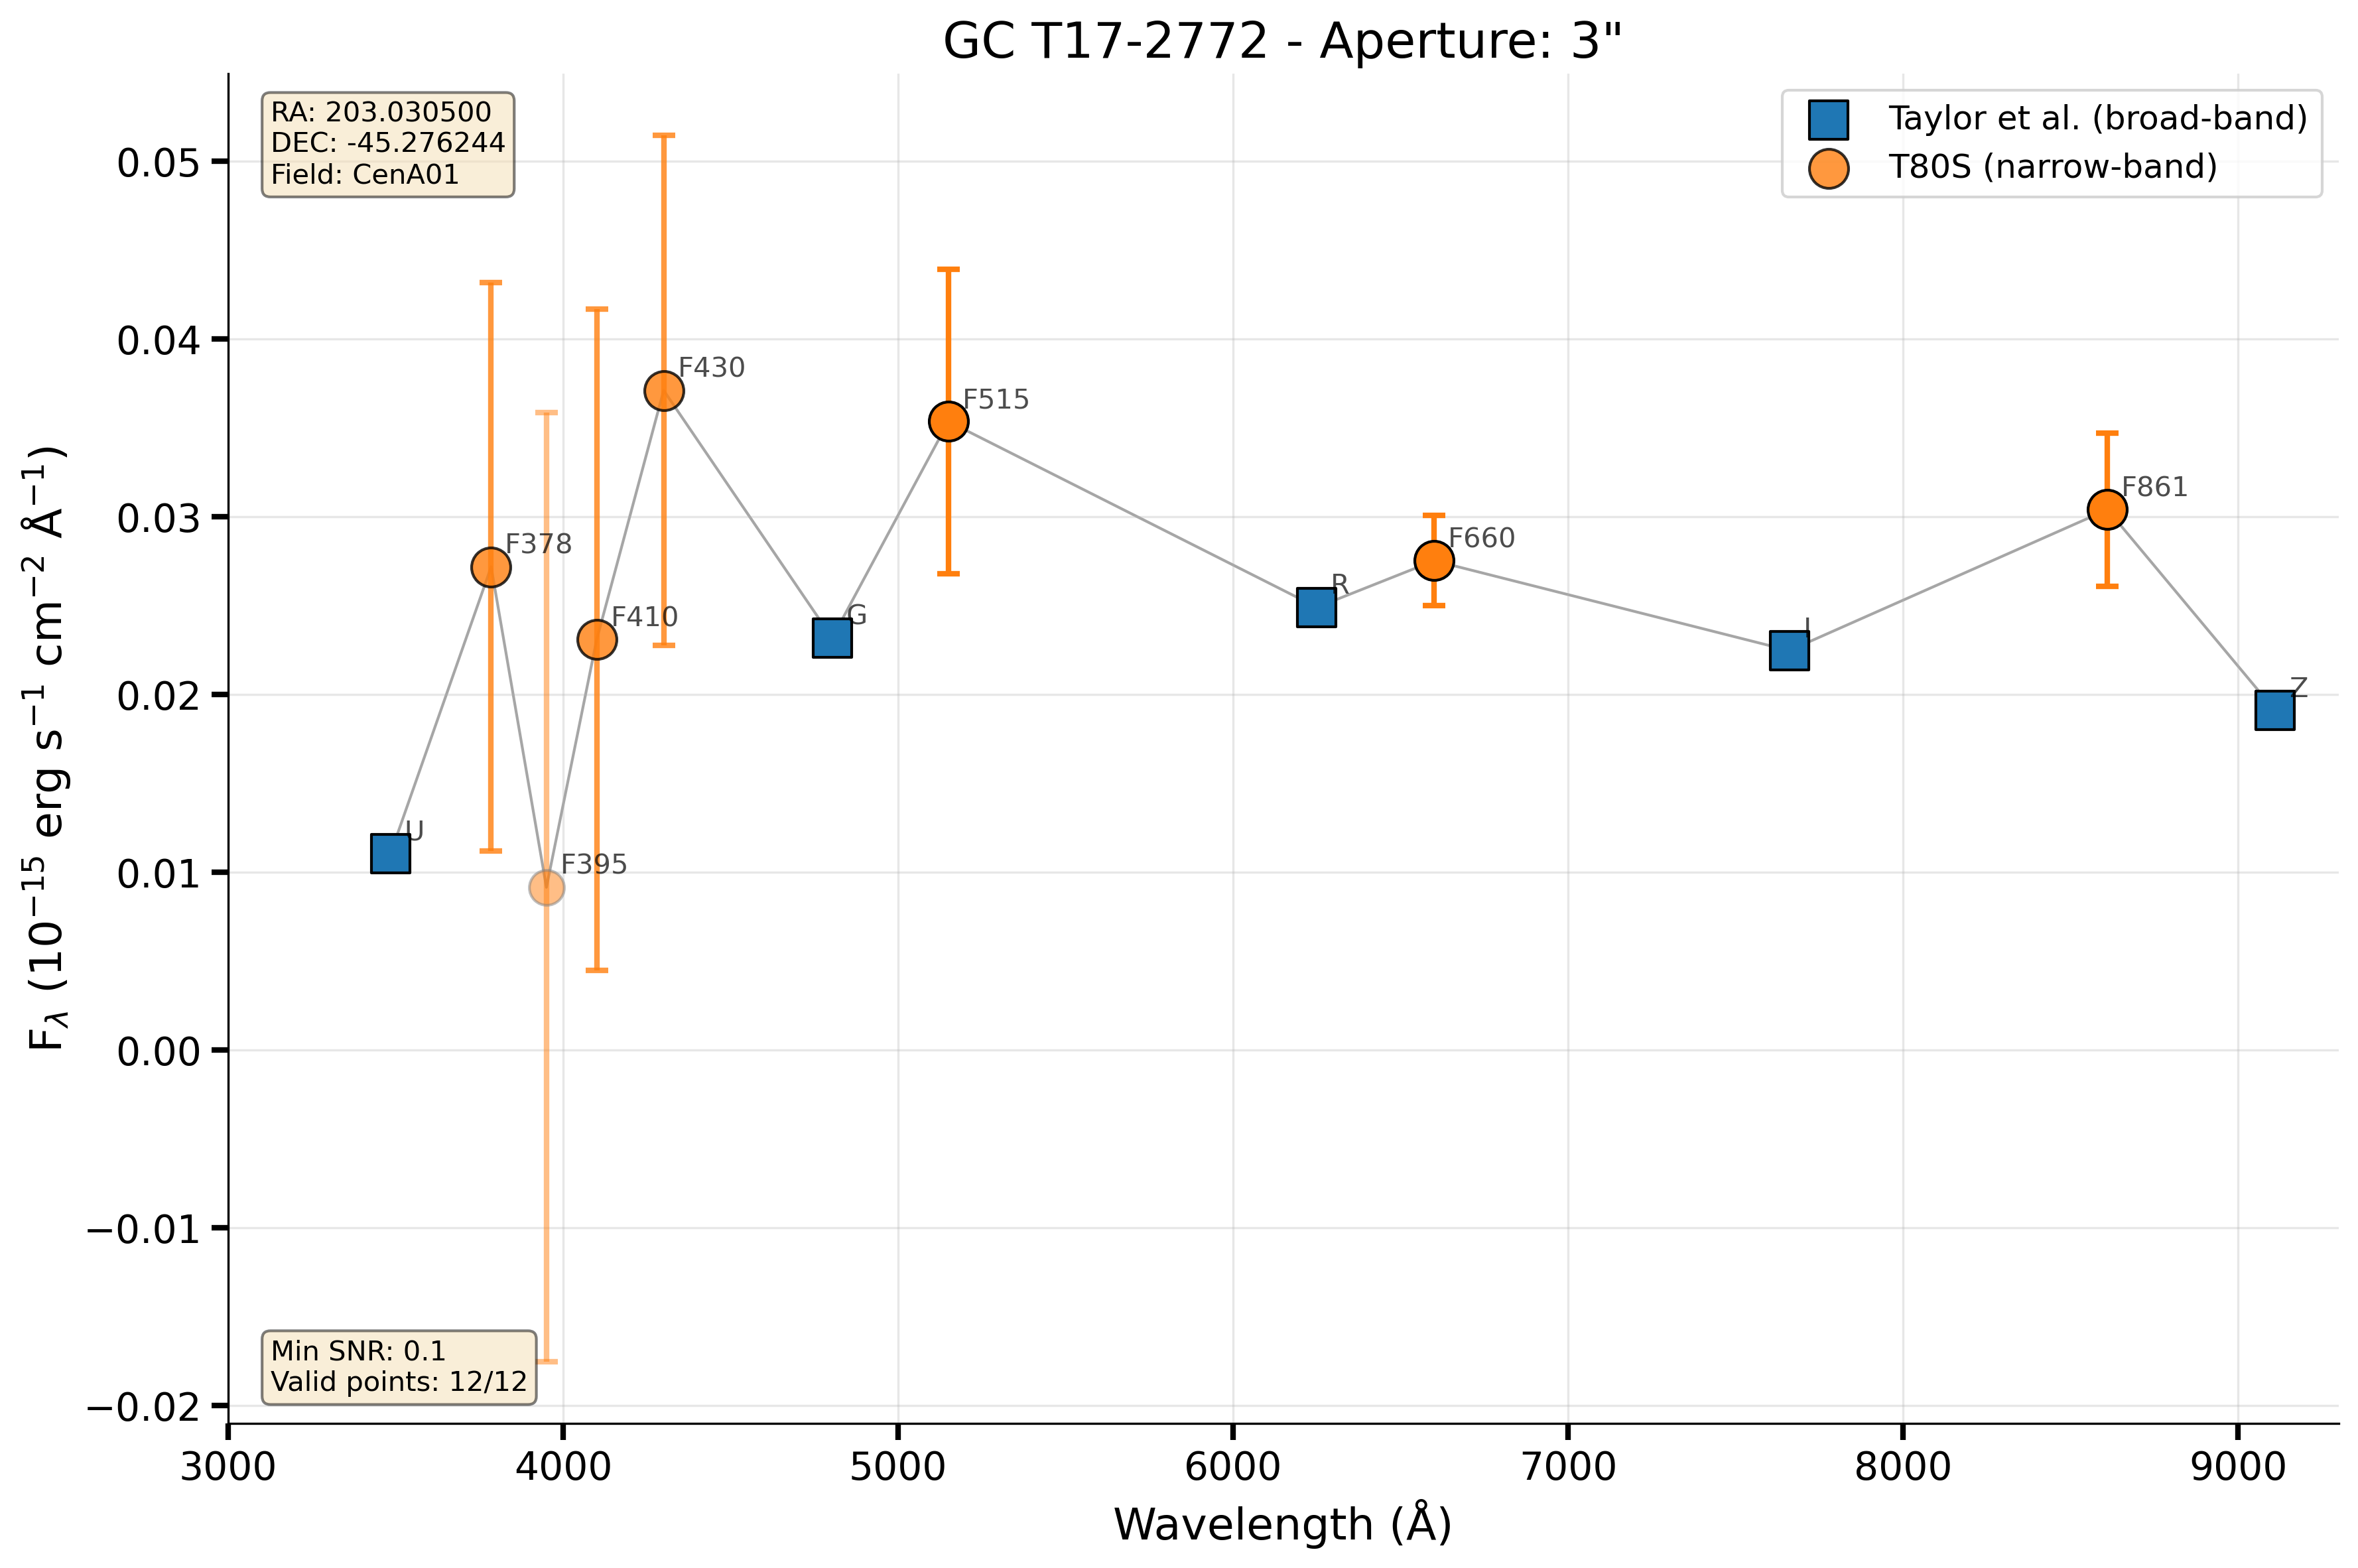 GC T17-2772 - Aperture: 3"
RA: 203.030500
DEC: -45.276244
Field: CenA01
Taylor et al. (broad-band)
T80S (narrow-band)
0.05
0.04
0.03
0.02
0.01
0.00
−0.01
−0.02
F_λ (10⁻¹⁵ erg s⁻¹ cm⁻² Å⁻¹)
F430
F515
F861
F378
F660
R
F410
G
I
Z
U
F395
Min SNR: 0.1
Valid points: 12/12
3000 4000 5000 6000 7000 8000 9000
Wavelength (Å)